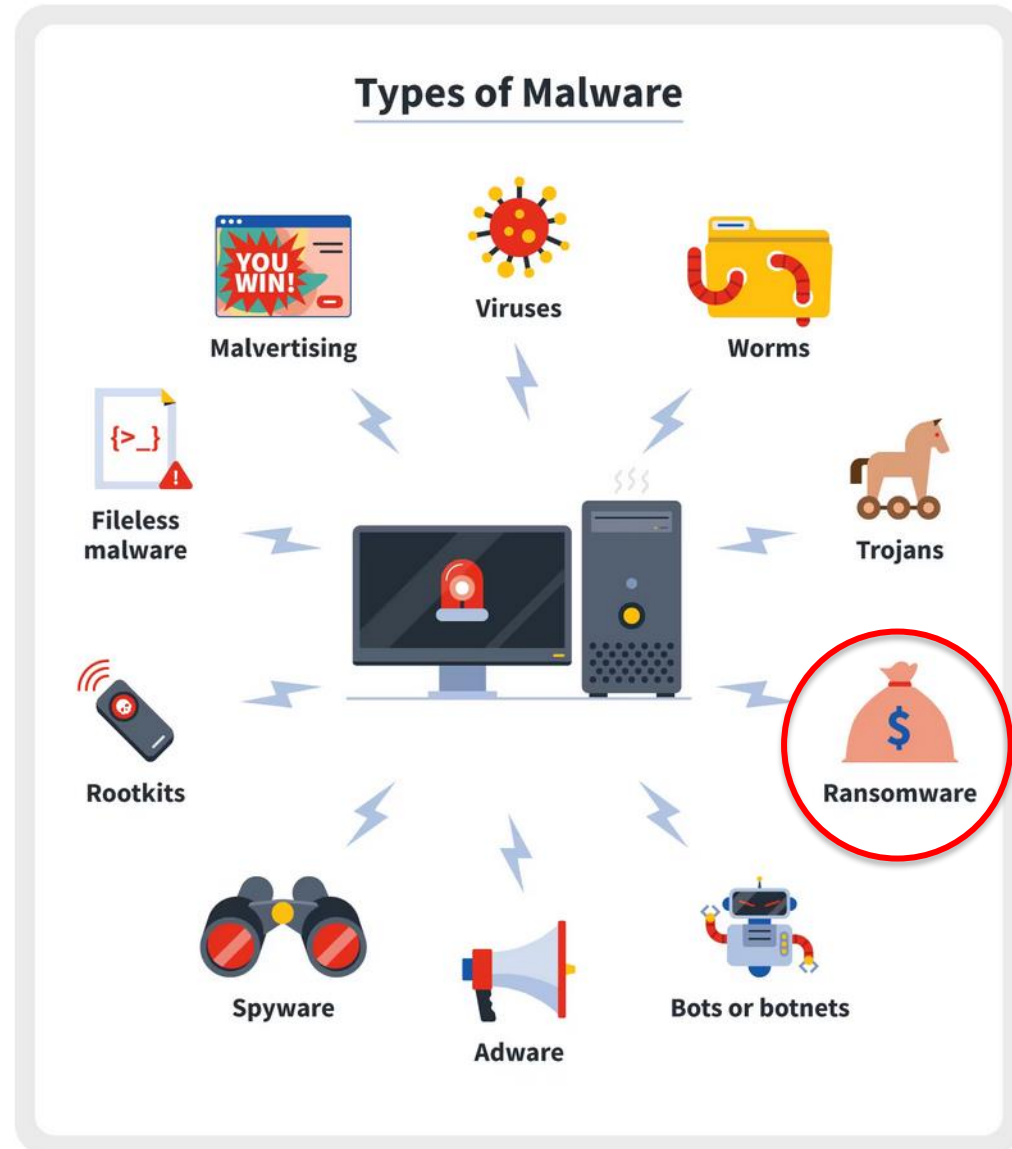 Types of Malware
YOU
WIN!
Malvertising
Viruses
Worms
{>_}
!
Fileless
malware
Trojans
Rootkits
$
Ransomware
Spyware
Adware
Bots or botnets